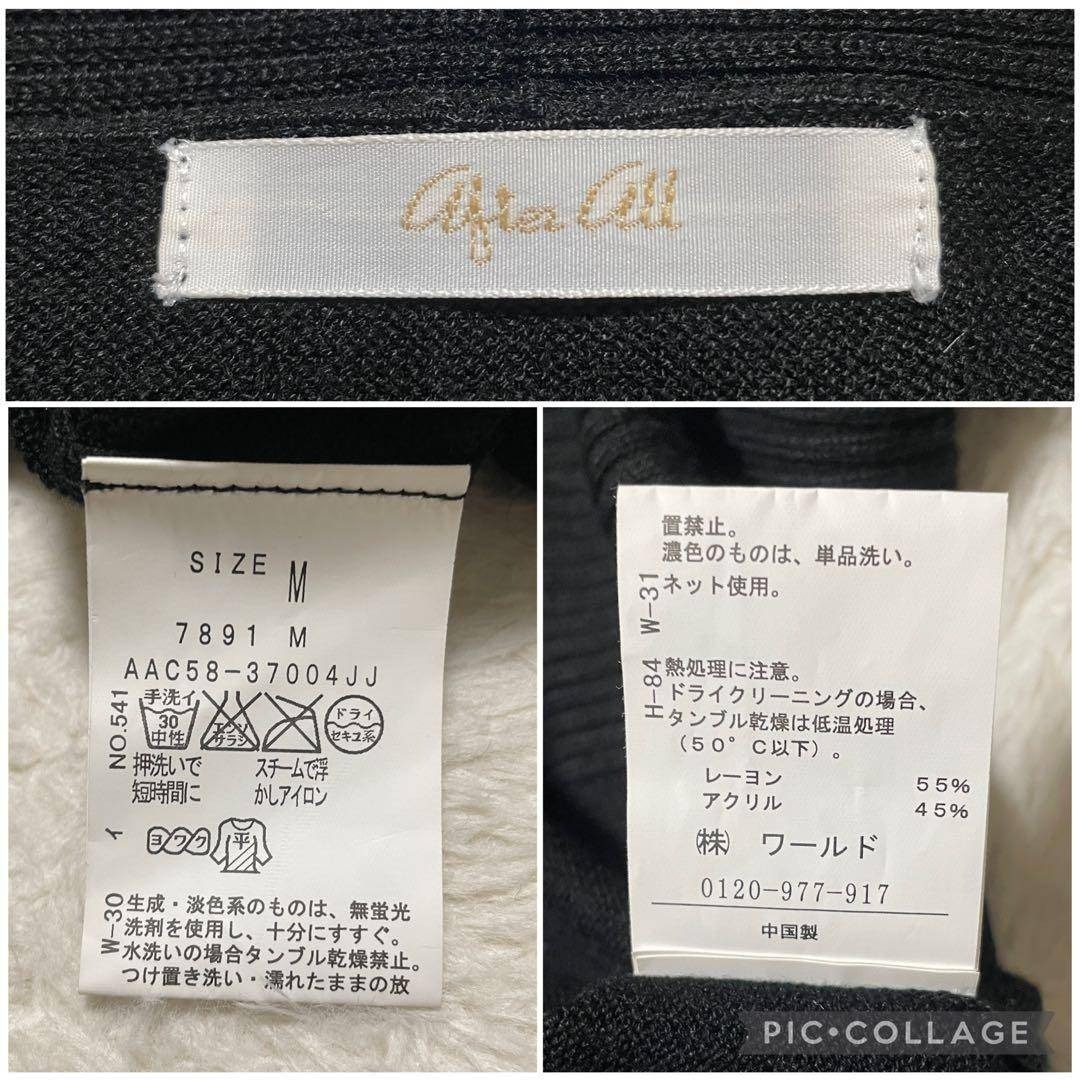 After All
SIZE M
7891 M
AAC58-37004JJ
NO.541
手洗イ
30
中性
エンソ
サラシ
ドライ
セキユ系
押洗いで
短時間に
スチームで浮
かしアイロン
イ
ヨワク
平
W-30
生成・淡色系のものは、無蛍光
洗剤を使用し、十分にすすぐ。
水洗いの場合タンブル乾燥禁止。
つけ置き洗い・濡れたままの放
置禁止。
濃色のものは、単品洗い。
W-31
ネット使用。
H-84
熱処理に注意。
ドライクリーニングの場合、
タンブル乾燥は低温処理
(50°C以下)。
レーヨン 55%
アクリル 45%
㈱ ワールド
0120-977-917
中国製
PIC•COLLAGE